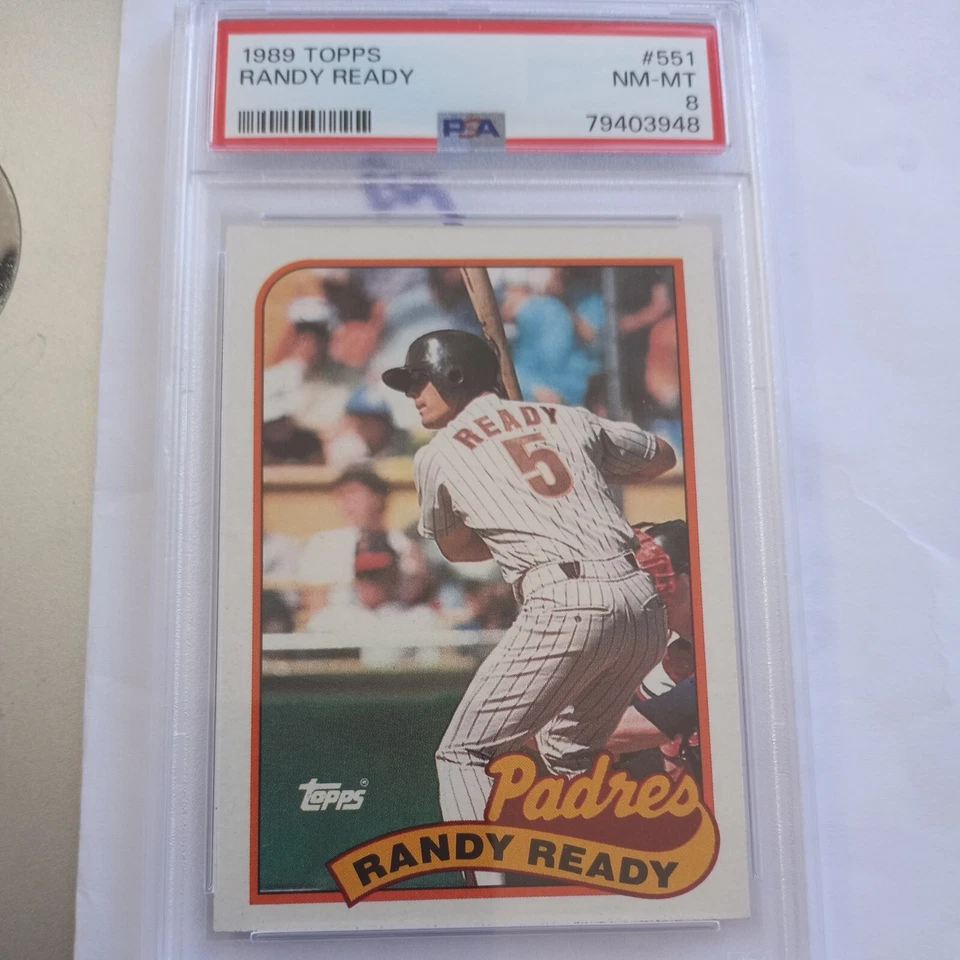 1989 TOPPS #551
RANDY READY NM-MT
8
PSA 79403948
READY
5
Padres
topps®
RANDY READY